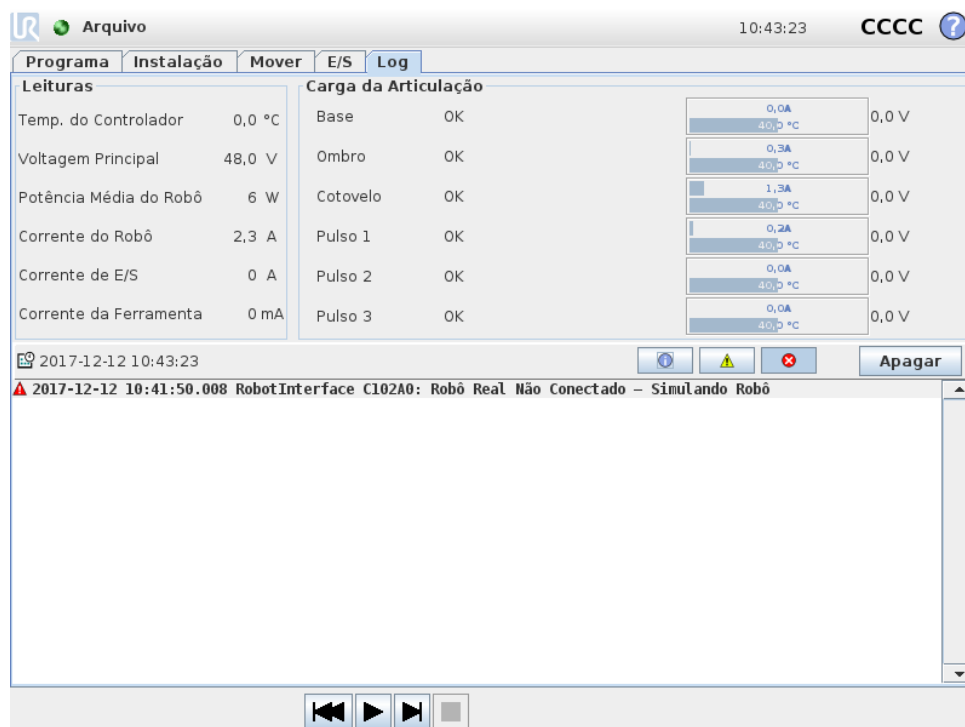 UR Arquivo 10:43:23 CCCC ?
Programa Instalação Mover E/S Log
Leituras
Temp. do Controlador 0,0 °C
Voltagem Principal 48,0 V
Potência Média do Robô 6 W
Corrente do Robô 2,3 A
Corrente de E/S 0 A
Corrente da Ferramenta 0 mA
Carga da Articulação
Base OK 0,0A 40,0 °C 0,0 V
Ombro OK 0,3A 40,0 °C 0,0 V
Cotovelo OK 1,3A 40,0 °C 0,0 V
Pulso 1 OK 0,2A 40,0 °C 0,0 V
Pulso 2 OK 0,0A 40,0 °C 0,0 V
Pulso 3 OK 0,0A 40,0 °C 0,0 V
2017-12-12 10:43:23 Apagar
2017-12-12 10:41:50.008 RobotInterface C102A0: Robô Real Não Conectado – Simulando Robô